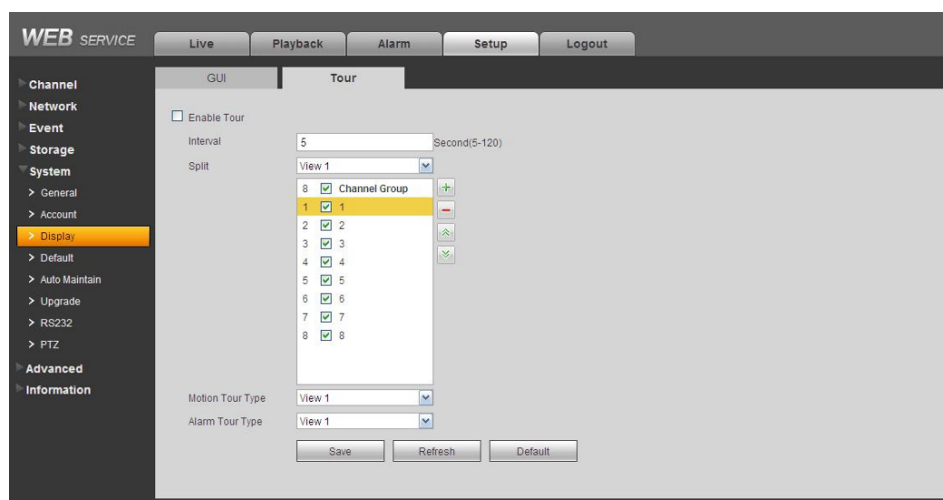 WEB SERVICE
Live Playback Alarm Setup Logout
Channel
Network
Event
Storage
System
General
Account
Display
Default
Auto Maintain
Upgrade
RS232
PTZ
Advanced
Information
GUI Tour
Enable Tour
Interval 5 Second(5-120)
Split View 1
8 Channel Group
1 1
2 2
3 3
4 4
5 5
6 6
7 7
8 8
Motion Tour Type View 1
Alarm Tour Type View 1
Save Refresh Default